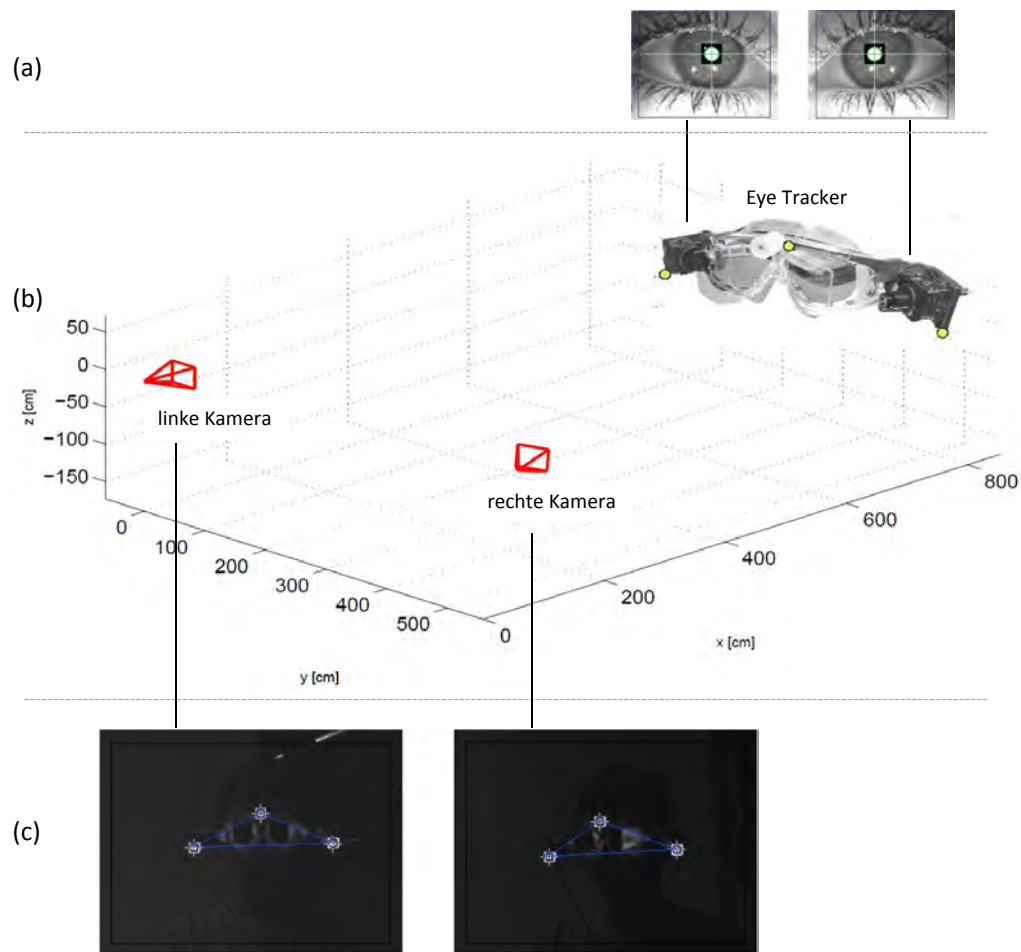 (a)
Eye Tracker
(b)
50
0
−50
−100
−150
z [cm]
linke Kamera
rechte Kamera
0
100
200
300
400
500
y [cm]
0
200
400
600
800
x [cm]
(c)